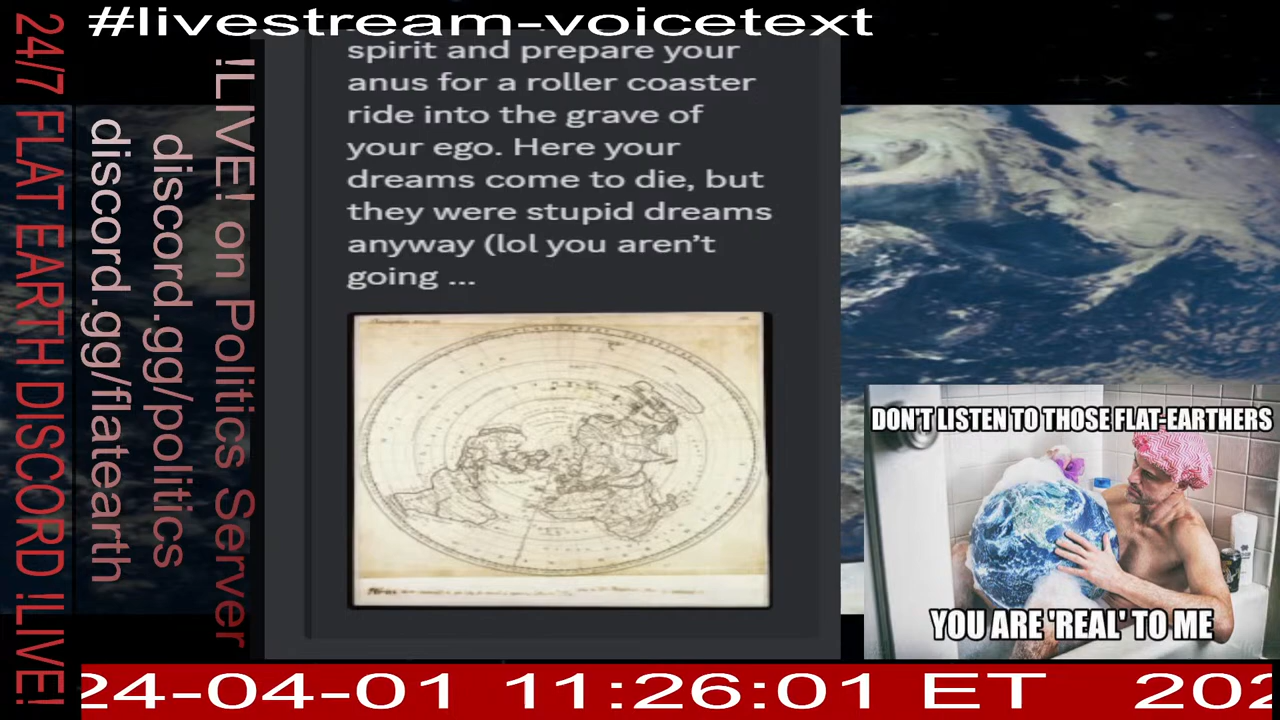 #livestream-voicetext
spirit and prepare your
anus for a roller coaster
ride into the grave of
your ego. Here your
dreams come to die, but
they were stupid dreams
anyway (lol you aren’t
going ...
24/7 FLAT EARTH DISCORD !LIVE!
discord.gg/flatearth
discord.gg/politics
!LIVE! on Politics Server
DON'T LISTEN TO THOSE FLAT-EARTHERS
YOU ARE 'REAL' TO ME
24-04-01 11:26:01 ET 202